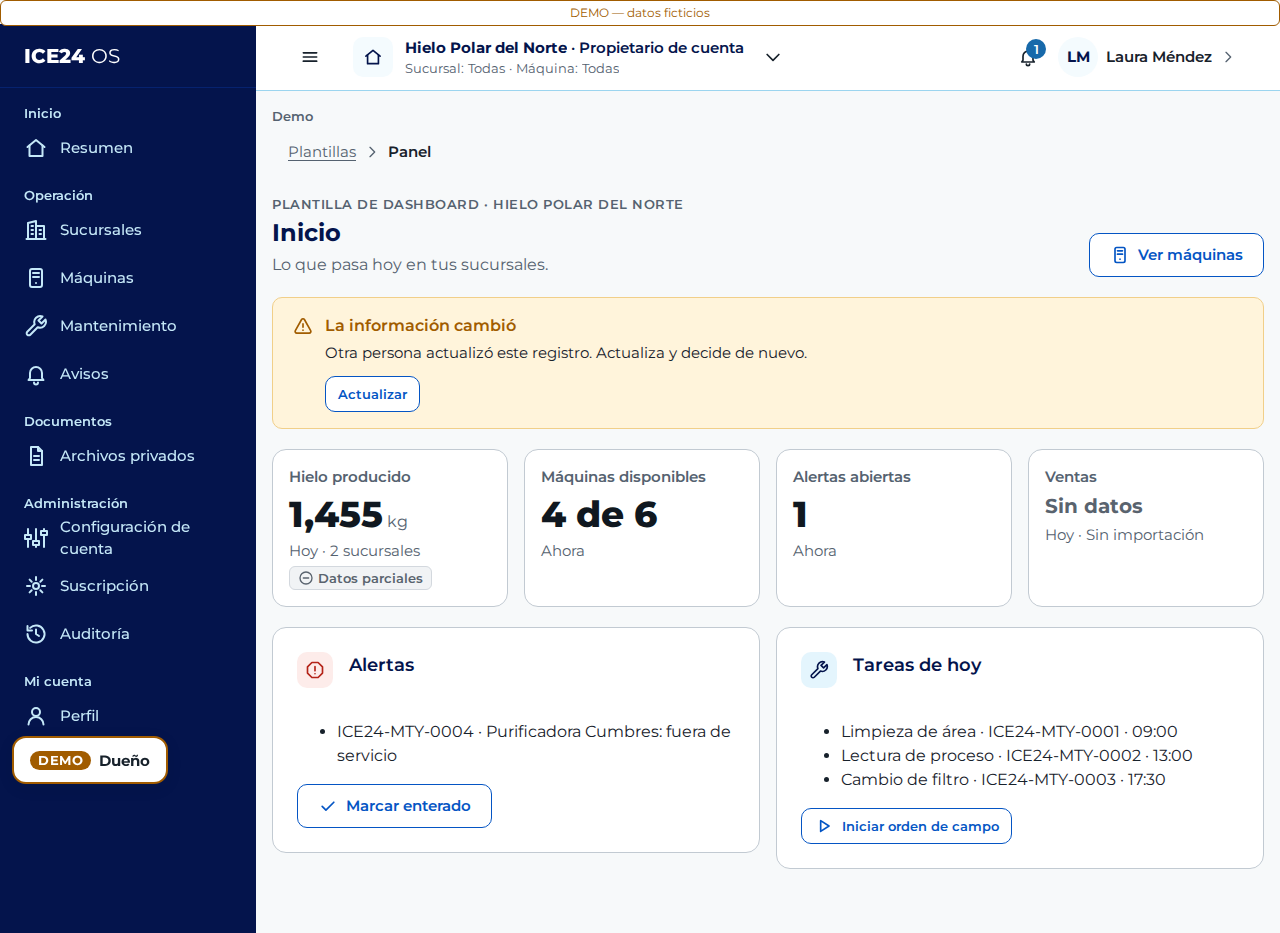 DEMO — datos ficticios
ICE24 OS
Inicio
Resumen
Operación
Sucursales
Máquinas
Mantenimiento
Avisos
Documentos
Archivos privados
Administración
Configuración de
cuenta
Suscripción
Auditoría
Mi cuenta
Perfil
DEMO Dueño
Hielo Polar del Norte · Propietario de cuenta
Sucursal: Todas · Máquina: Todas
1
LM Laura Méndez
Demo
Plantillas > Panel
PLANTILLA DE DASHBOARD · HIELO POLAR DEL NORTE
Inicio
Lo que pasa hoy en tus sucursales.
Ver máquinas
La información cambió
Otra persona actualizó este registro. Actualiza y decide de nuevo.
Actualizar
Hielo producido
1,455 kg
Hoy · 2 sucursales
Datos parciales
Máquinas disponibles
4 de 6
Ahora
Alertas abiertas
1
Ahora
Ventas
Sin datos
Hoy · Sin importación
Alertas
• ICE24-MTY-0004 · Purificadora Cumbres: fuera de
servicio
Marcar enterado
Tareas de hoy
• Limpieza de área · ICE24-MTY-0001 · 09:00
• Lectura de proceso · ICE24-MTY-0002 · 13:00
• Cambio de filtro · ICE24-MTY-0003 · 17:30
Iniciar orden de campo